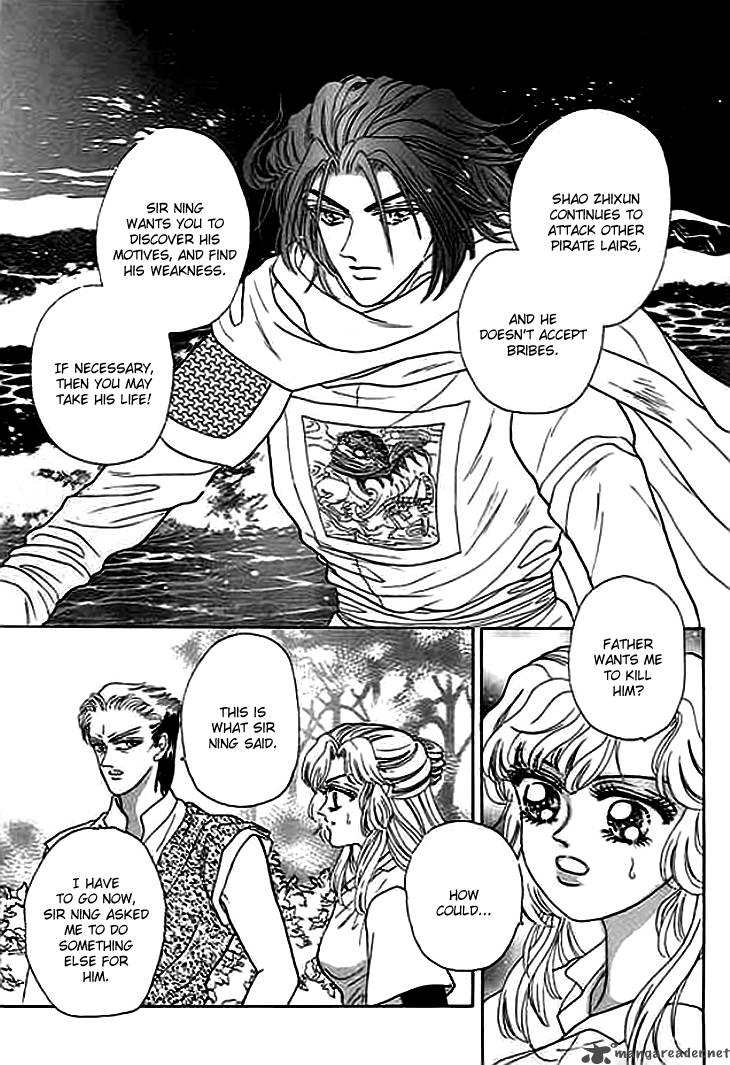 SHAO ZHIXUN
CONTINUES TO
ATTACK OTHER
PIRATE LAIRS,
AND HE
DOESN'T ACCEPT
BRIBES.
SIR NING
WANTS YOU TO
DISCOVER HIS
MOTIVES, AND FIND
HIS WEAKNESS.
IF NECESSARY,
THEN YOU MAY
TAKE HIS LIFE!
FATHER
WANTS ME
TO KILL
HIM?
THIS IS
WHAT SIR
NING SAID.
HOW
COULD...
I HAVE
TO GO NOW,
SIR NING ASKED
ME TO DO
SOMETHING
ELSE FOR
HIM.
mangareader.net